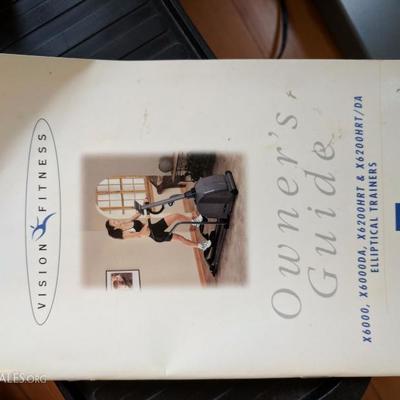 VISION FITNESS
Owner's
Guide
X6000, X6000DA, X6200HRT & X6200HRT/DA
ELLIPTICAL TRAINERS
ALES.ORG